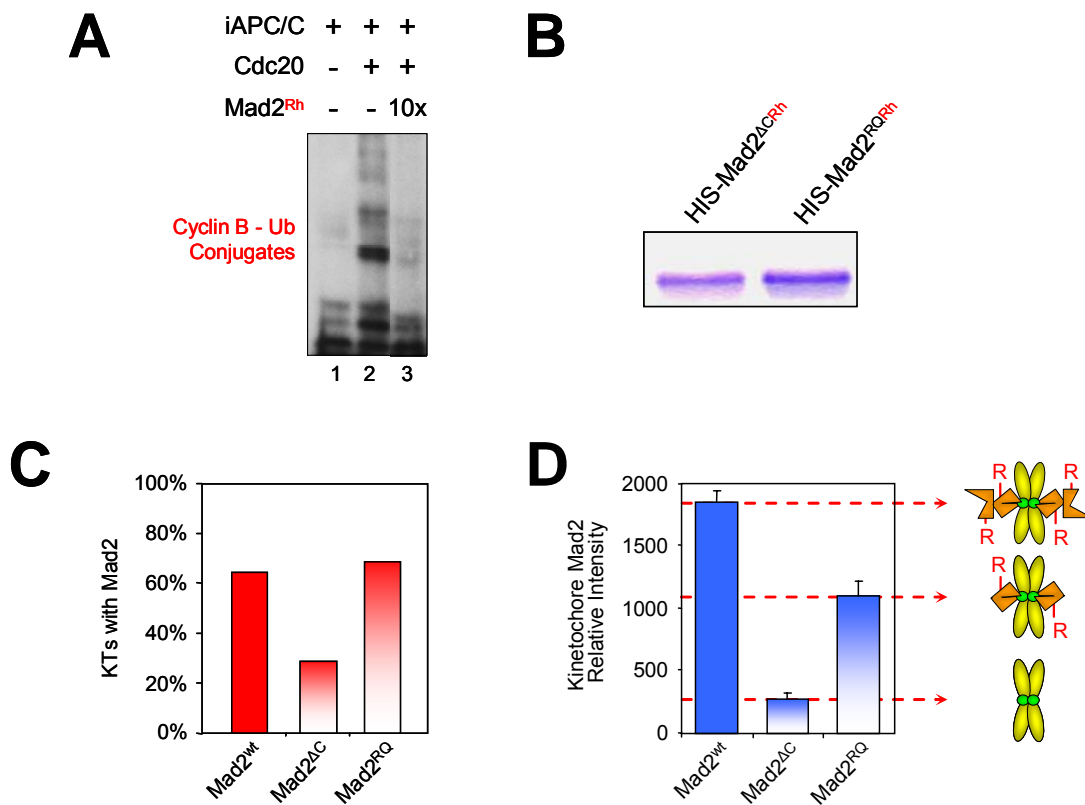 A
iAPC/C + + +
Cdc20 - + +
Mad2Rh - - 10x
Cyclin B - Ub
Conjugates
1 2 3
B
HIS-Mad2ΔCRh
HIS-Mad2RQRh
C
KTs with Mad2
100%
80%
60%
40%
20%
0%
Mad2wt
Mad2ΔC
Mad2RQ
D
Kinetochore Mad2
Relative Intensity
2000
1500
1000
500
0
Mad2wt
Mad2ΔC
Mad2RQ
R R
R R
R
R